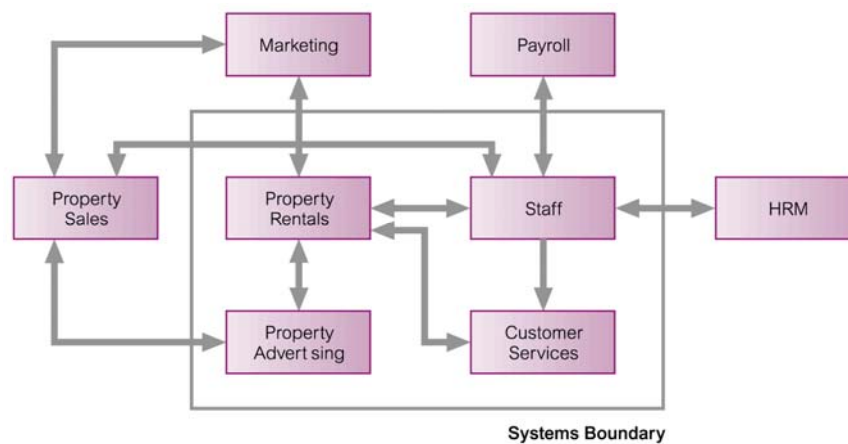 Marketing
Payroll
Property
Sales
Property
Rentals
Staff
HRM
Property
Advert sing
Customer
Services
Systems Boundary